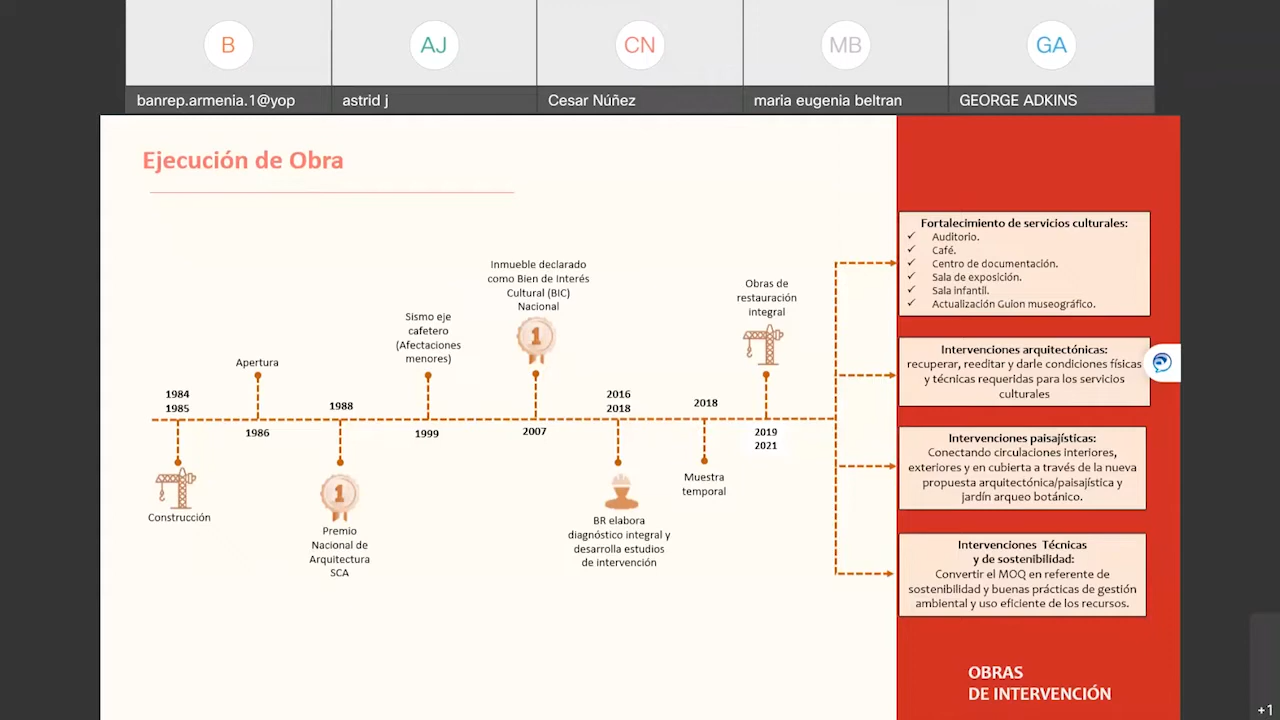 B
AJ
CN
MB
GA
banrep.armenia.1@yop
astrid j
Cesar Núñez
maria eugenia beltran
GEORGE ADKINS
Ejecución de Obra
1984
1985
Construcción
Apertura
1986
1988
1
Premio
Nacional de
Arquitectura
SCA
Sismo eje
cafetero
(Afectaciones
menores)
1999
Inmueble declarado
como Bien de Interés
Cultural (BIC)
Nacional
1
2007
2016
2018
BR elabora
diagnóstico integral y
desarrolla estudios
de intervención
2018
Muestra
temporal
Obras de
restauración
integral
2019
2021
Fortalecimiento de servicios culturales:
✓ Auditorio.
✓ Café.
✓ Centro de documentación.
✓ Sala de exposición.
✓ Sala infantil.
✓ Actualización Guion museográfico.
Intervenciones arquitectónicas:
recuperar, reeditar y darle condiciones físicas
y técnicas requeridas para los servicios
culturales
Intervenciones paisajísticas:
Conectando circulaciones interiores,
exteriores y en cubierta a través de la nueva
propuesta arquitectónica/paisajística y
jardín arqueo botánico.
Intervenciones Técnicas
y de sostenibilidad:
Convertir el MOQ en referente de
sostenibilidad y buenas prácticas de gestión
ambiental y uso eficiente de los recursos.
OBRAS
DE INTERVENCIÓN
+1